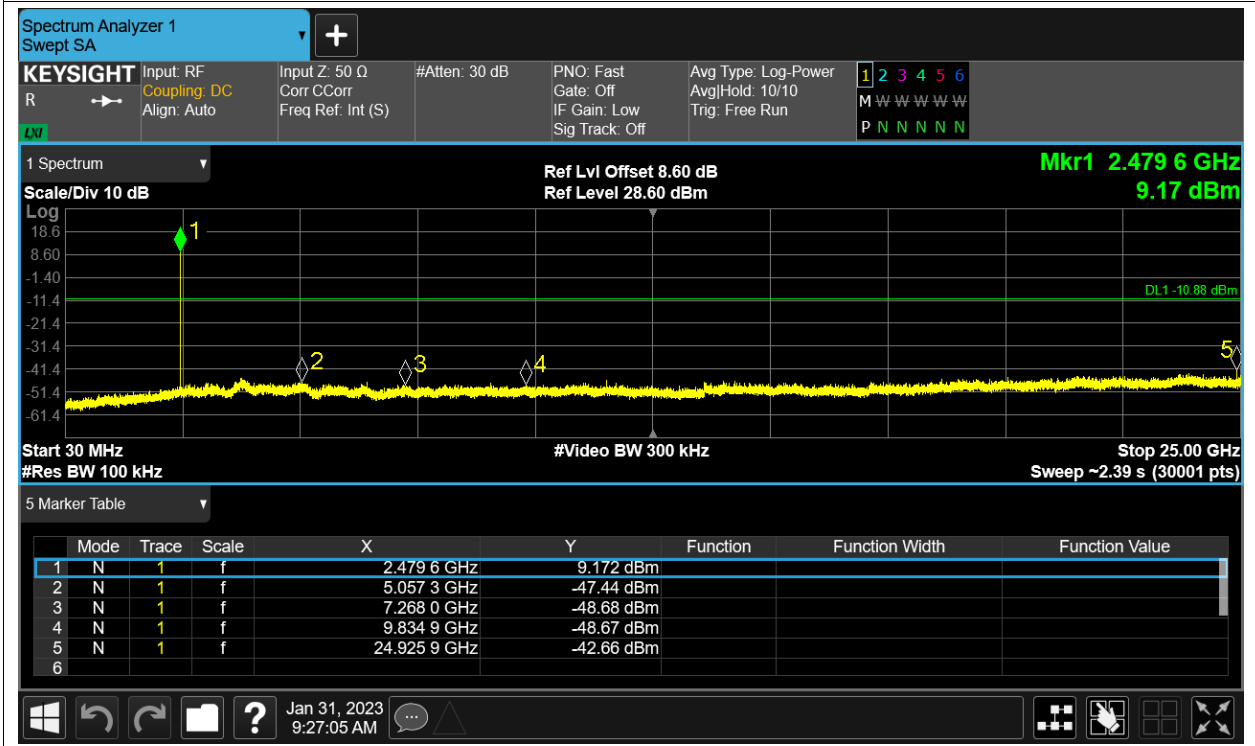 Spectrum Analyzer 1
Swept SA
+
KEYSIGHT
R
LXI
Input: RF
Coupling: DC
Align: Auto
Input Z: 50 Ω
Corr CCorr
Freq Ref: Int (S)
#Atten: 30 dB
PNO: Fast
Gate: Off
IF Gain: Low
Sig Track: Off
Avg Type: Log-Power
Avg|Hold: 10/10
Trig: Free Run
1 2 3 4 5 6
M W W W W W
P N N N N N
1 Spectrum
Scale/Div 10 dB
Ref Lvl Offset 8.60 dB
Ref Level 28.60 dBm
Mkr1 2.479 6 GHz
9.17 dBm
Log
18.6
8.60
-1.40
-11.4
-21.4
-31.4
-41.4
-51.4
-61.4
1
2
3
4
5
DL1 -10.88 dBm
Start 30 MHz
#Res BW 100 kHz
#Video BW 300 kHz
Stop 25.00 GHz
Sweep ~2.39 s (30001 pts)
5 Marker Table
Mode Trace Scale X Y Function Function Width Function Value
1 N 1 f 2.479 6 GHz 9.172 dBm
2 N 1 f 5.057 3 GHz -47.44 dBm
3 N 1 f 7.268 0 GHz -48.68 dBm
4 N 1 f 9.834 9 GHz -48.67 dBm
5 N 1 f 24.925 9 GHz -42.66 dBm
6
?
Jan 31, 2023
9:27:05 AM